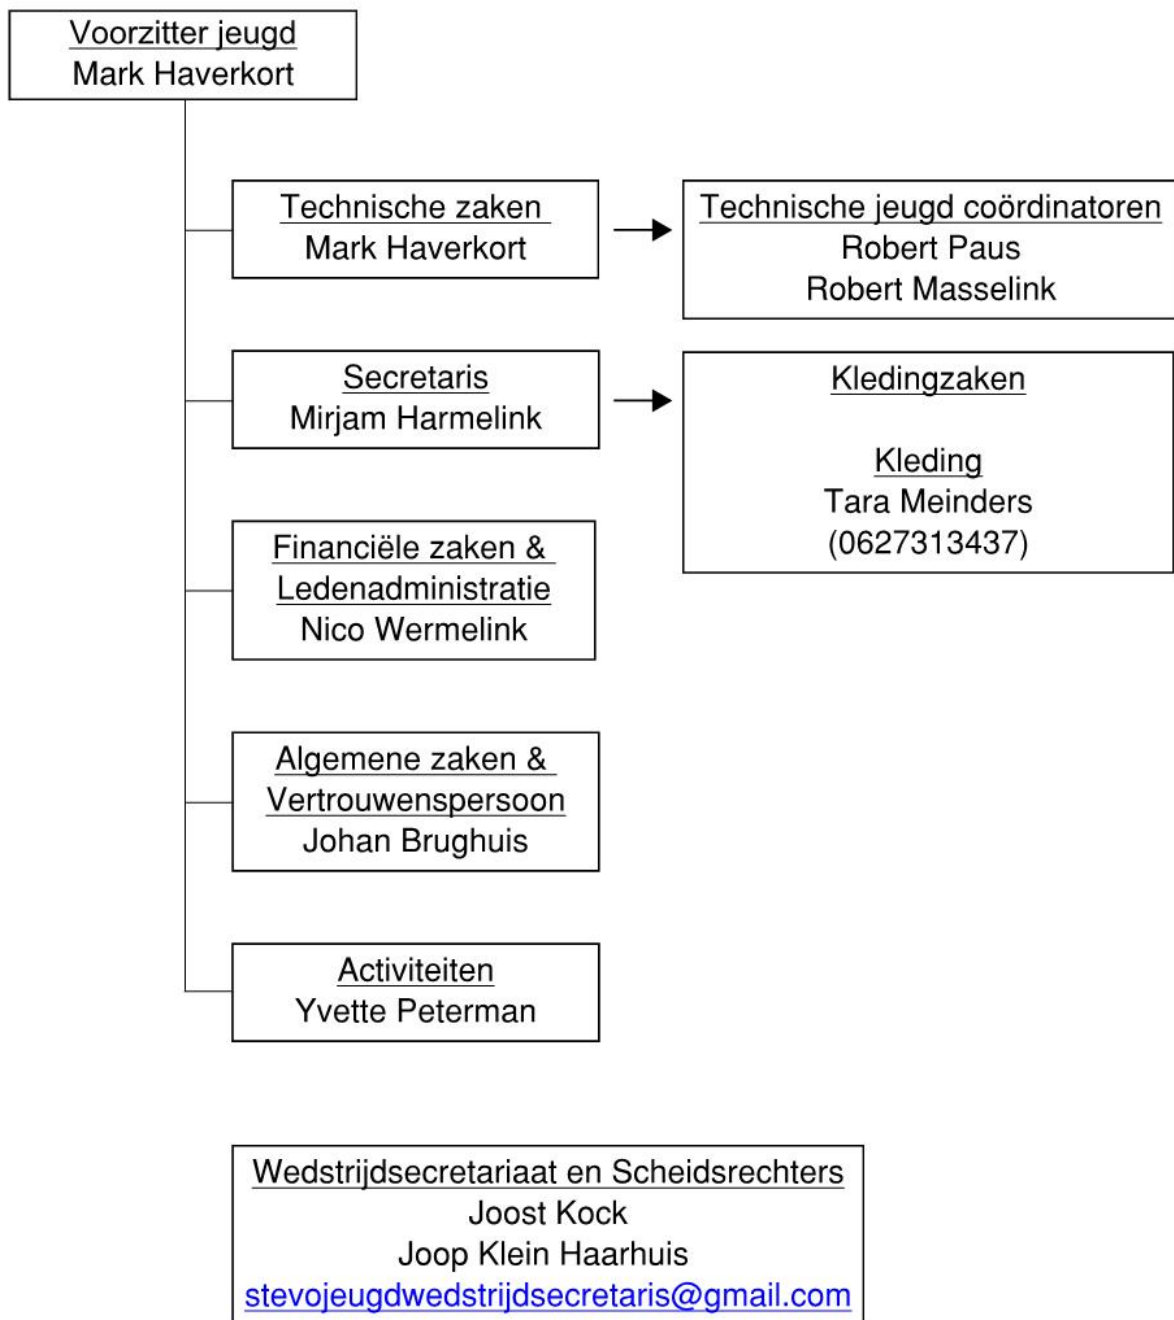 Voorzitter jeugd
Mark Haverkort
Technische zaken
Mark Haverkort
Technische jeugd coördinatoren
Robert Paus
Robert Masselink
Secretaris
Mirjam Harmelink
Kledingzaken
Kleding
Tara Meinders
(0627313437)
Financiële zaken &
Ledenadministratie
Nico Wermelink
Algemene zaken &
Vertrouwenspersoon
Johan Brughuis
Activiteiten
Yvette Peterman
Wedstrijdsecretariaat en Scheidsrechters
Joost Kock
Joop Klein Haarhuis
stevojeugdwedstrijdsecretaris@gmail.com